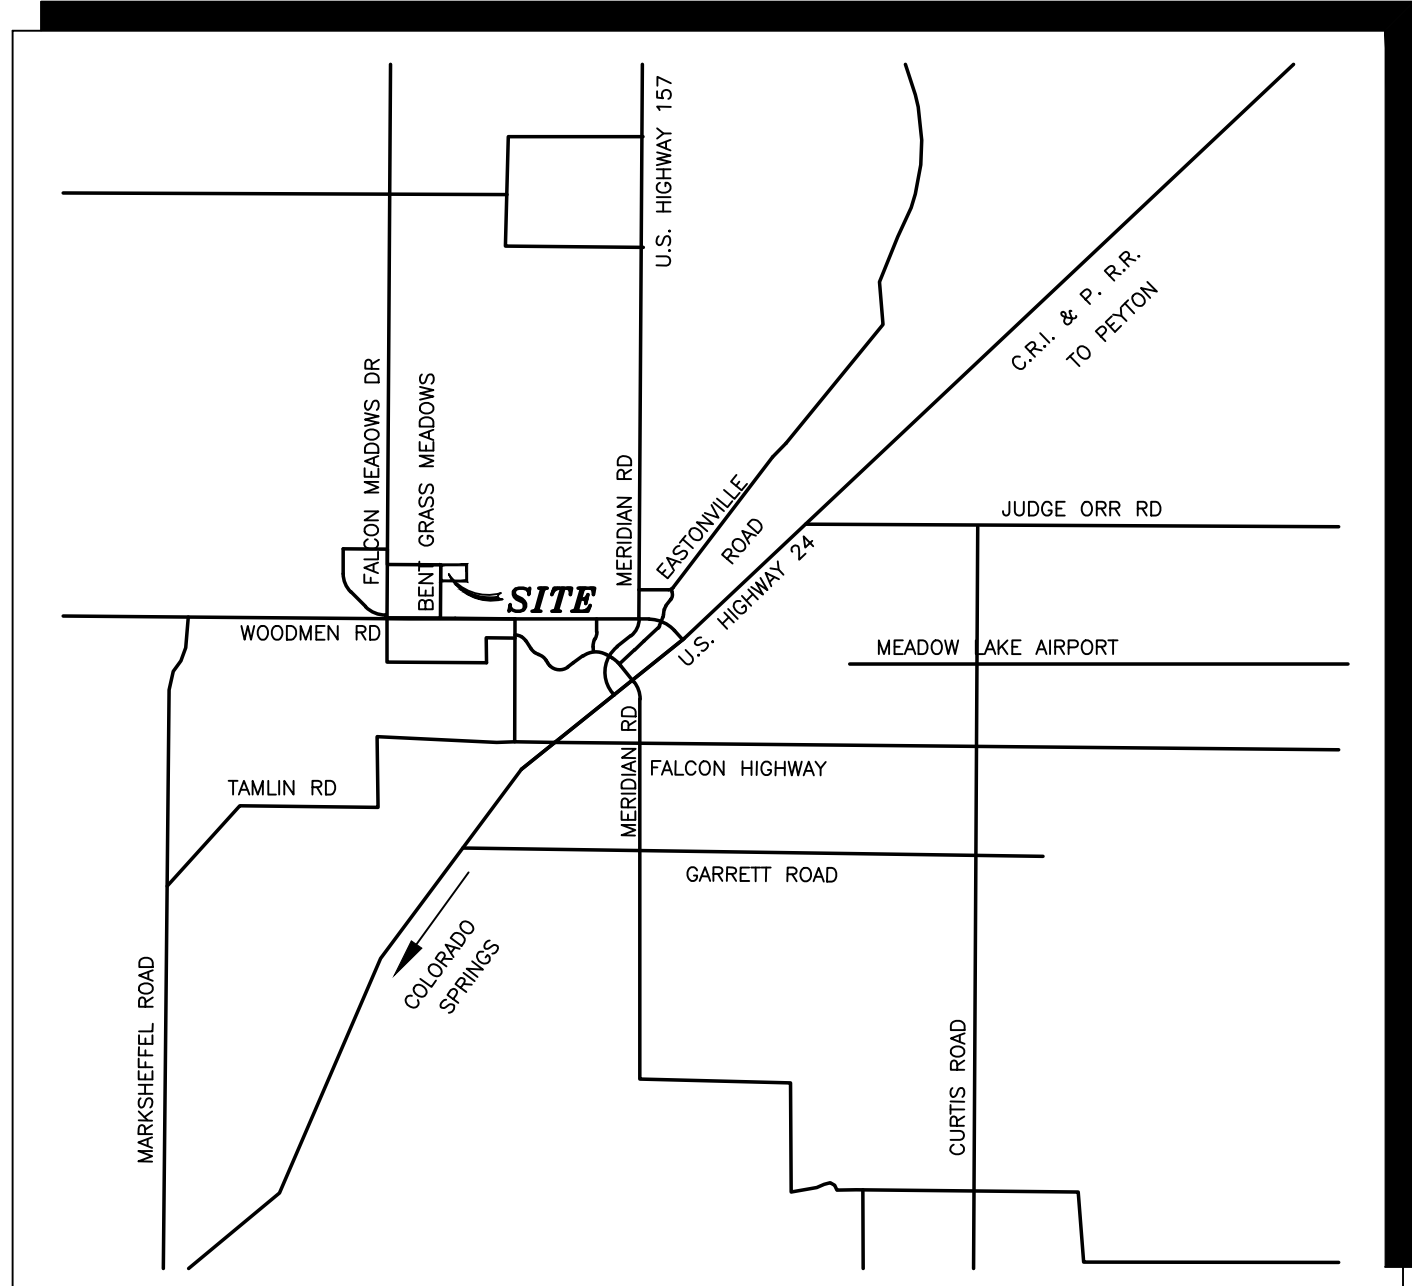 U.S. HIGHWAY 157
C.R.I. & P. R.R.
TO PEYTON
FALCON MEADOWS DR
BENT GRASS MEADOWS
MERIDIAN RD
EASTONVILLE
ROAD
JUDGE ORR RD
U.S. HIGHWAY 24
SITE
WOODMEN RD
MEADOW LAKE AIRPORT
MERIDIAN RD
FALCON HIGHWAY
TAMLIN RD
GARRETT ROAD
COLORADO
SPRINGS
MARKSHEFFEL ROAD
CURTIS ROAD